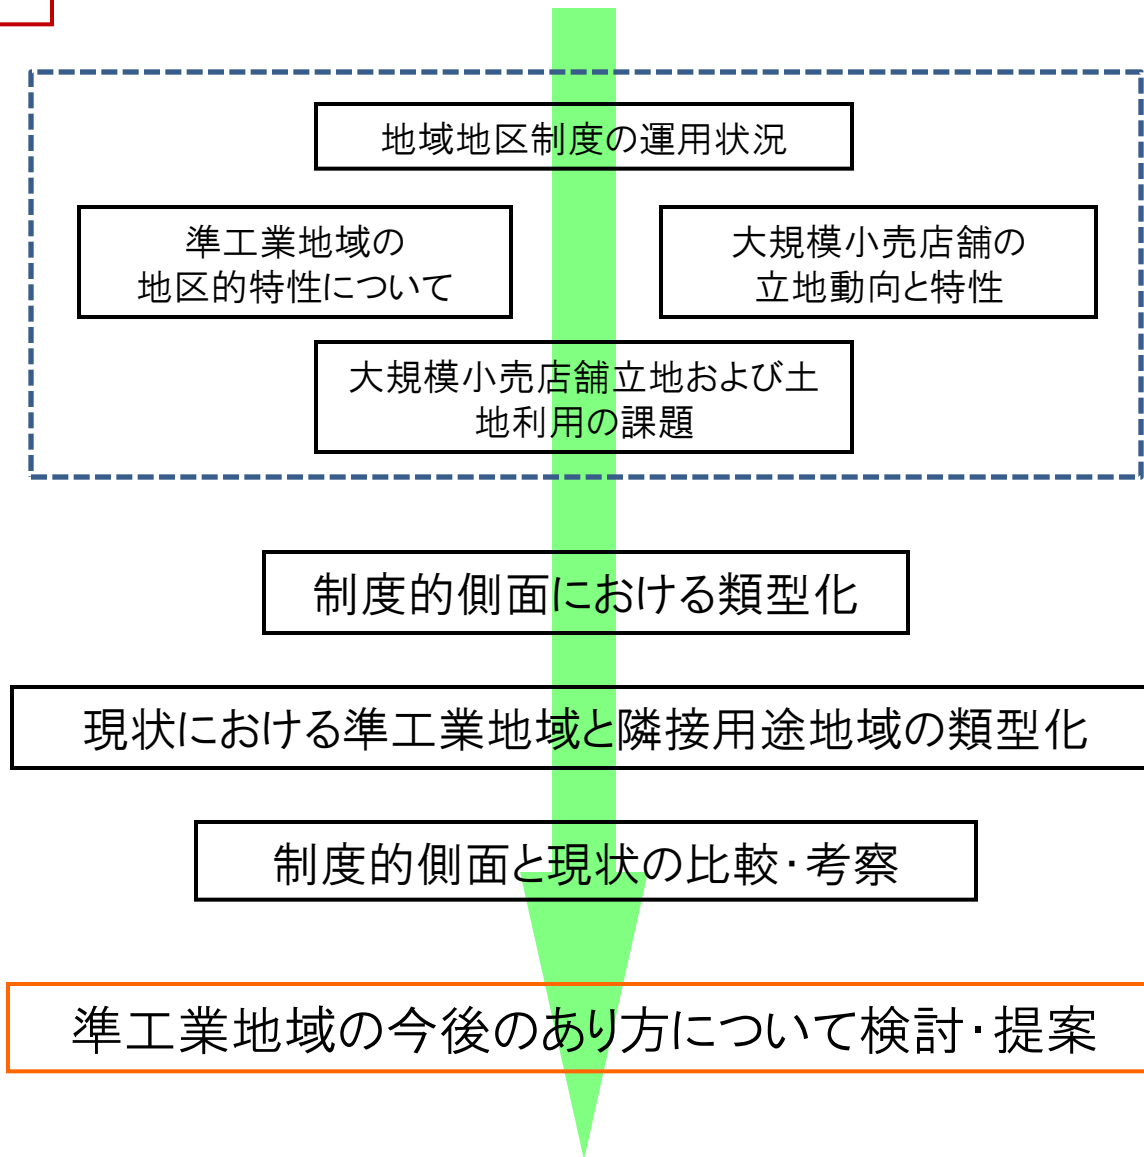 地域地区制度の運用状況
準工業地域の
地区的特性について
大規模小売店舗の
立地動向と特性
大規模小売店舗立地および土
地利用の課題
制度的側面における類型化
現状における準工業地域と隣接用途地域の類型化
制度的側面と現状の比較・考察
準工業地域の今後のあり方について検討・提案